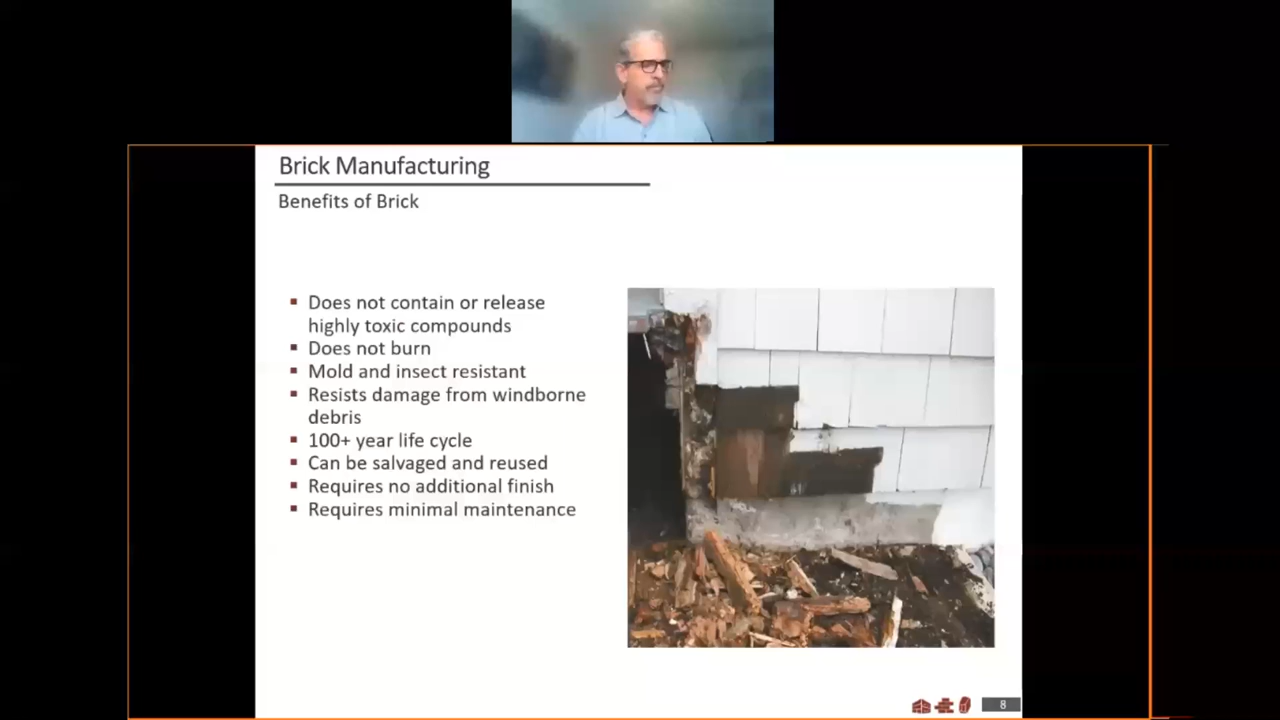 Brick Manufacturing
Benefits of Brick
Does not contain or release
highly toxic compounds
Does not burn
Mold and insect resistant
Resists damage from windborne
debris
100+ year life cycle
Can be salvaged and reused
Requires no additional finish
Requires minimal maintenance
8